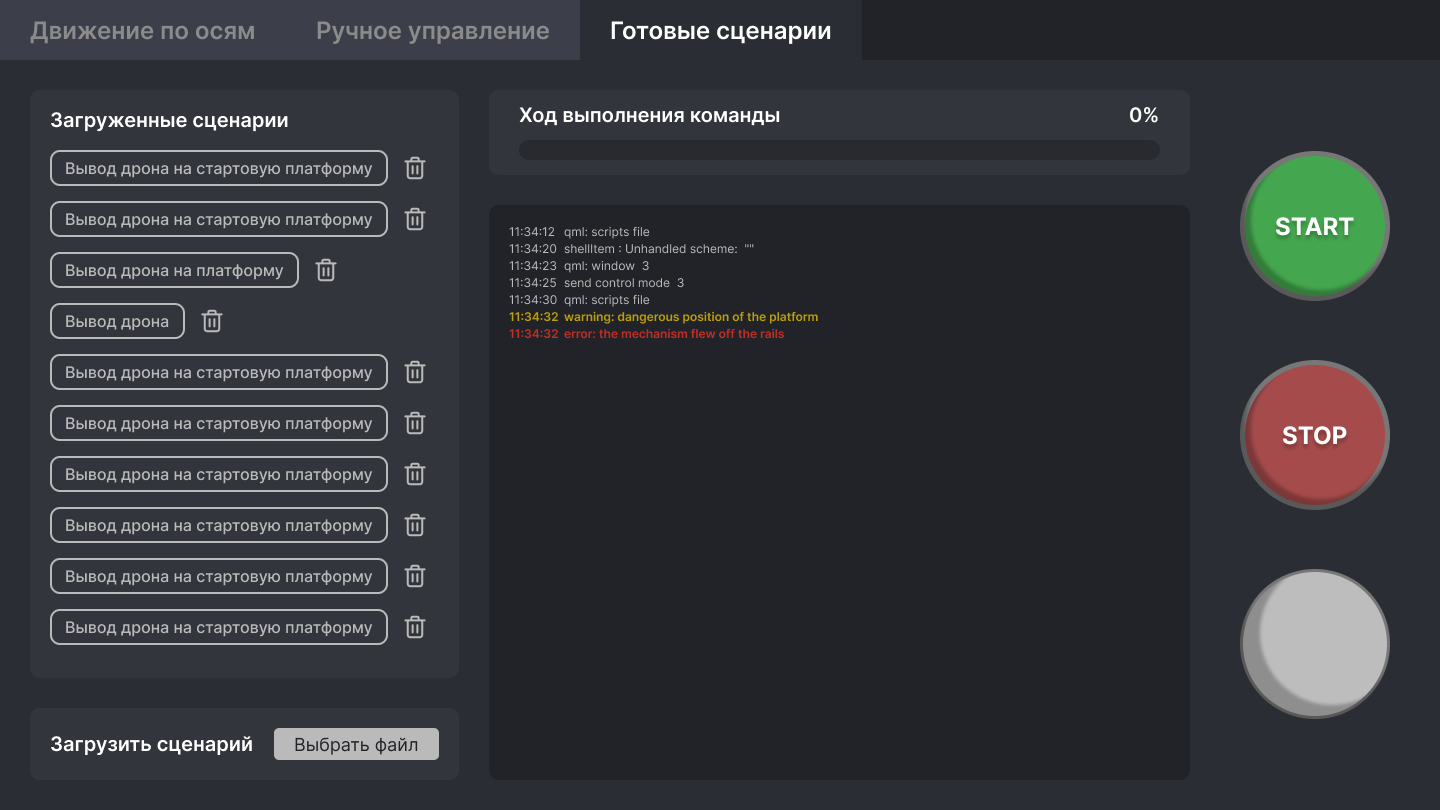 Движение по осям
Ручное управление
Готовые сценарии
Загруженные сценарии
Вывод дрона на стартовую платформу
Вывод дрона на стартовую платформу
Вывод дрона на платформу
Вывод дрона
Вывод дрона на стартовую платформу
Вывод дрона на стартовую платформу
Вывод дрона на стартовую платформу
Вывод дрона на стартовую платформу
Вывод дрона на стартовую платформу
Вывод дрона на стартовую платформу
Загрузить сценарий
Выбрать файл
Ход выполнения команды 0%
11:34:12 qml: scripts file
11:34:20 shellItem : Unhandled scheme: ""
11:34:23 qml: window 3
11:34:25 send control mode 3
11:34:30 qml: scripts file
11:34:32 warning: dangerous position of the platform
11:34:32 error: the mechanism flew off the rails
START
STOP